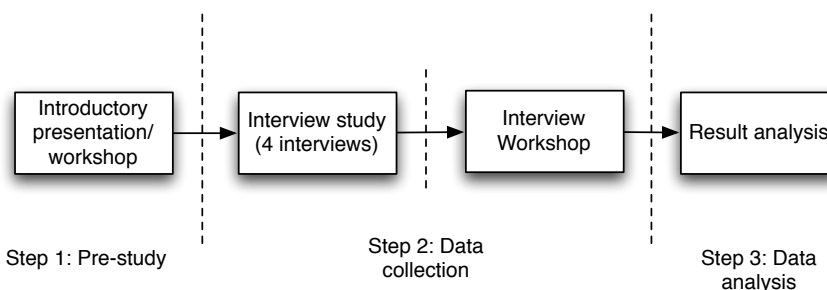 Introductory
presentation/
workshop
Interview study
(4 interviews)
Interview
Workshop
Result analysis
Step 1: Pre-study
Step 2: Data
collection
Step 3: Data
analysis